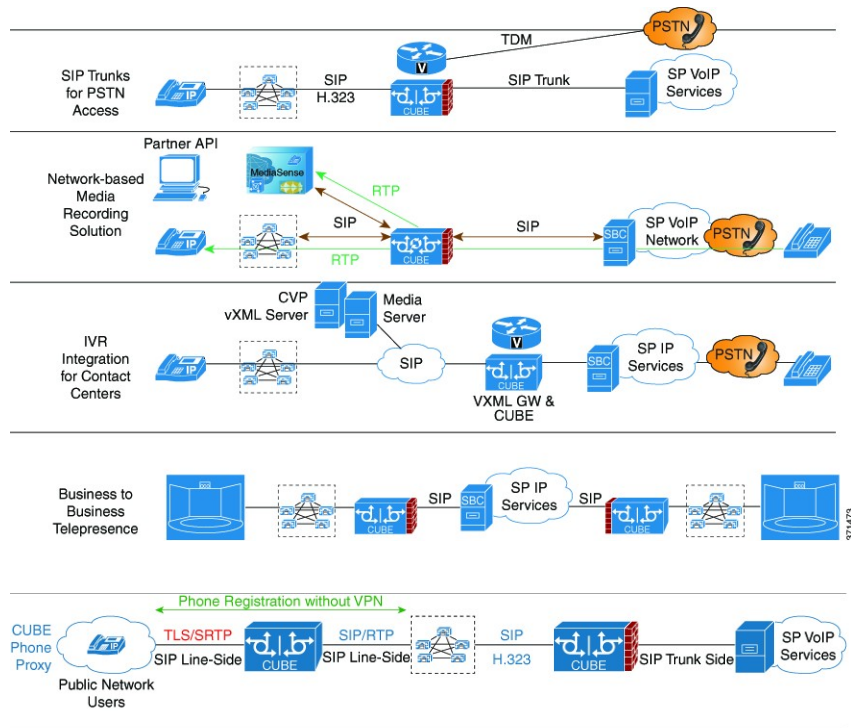 PSTN
TDM
V
SIP Trunks
for PSTN
Access
IP
SIP
H.323
CUBE
SIP Trunk
SP VoIP
Services
Partner API
MediaSense
Network-based
Media
Recording
Solution
RTP
SIP
SIP
IP
RTP
CUBE
SBC
SP VoIP
Network
PSTN
CVP
vXML Server
Media
Server
IVR
Integration
for Contact
Centers
IP
SIP
V
CUBE
VXML GW &
CUBE
SBC
SP IP
Services
PSTN
Business to
Business
Telepresence
CUBE
SIP
SBC
SP IP
Services
SIP
CUBE
371473
Phone Registration without VPN
CUBE
Phone
Proxy
IP
Public Network
Users
TLS/SRTP
SIP Line-Side
CUBE
SIP/RTP
SIP Line-Side
SIP
H.323
CUBE
SIP Trunk Side
SP VoIP
Services